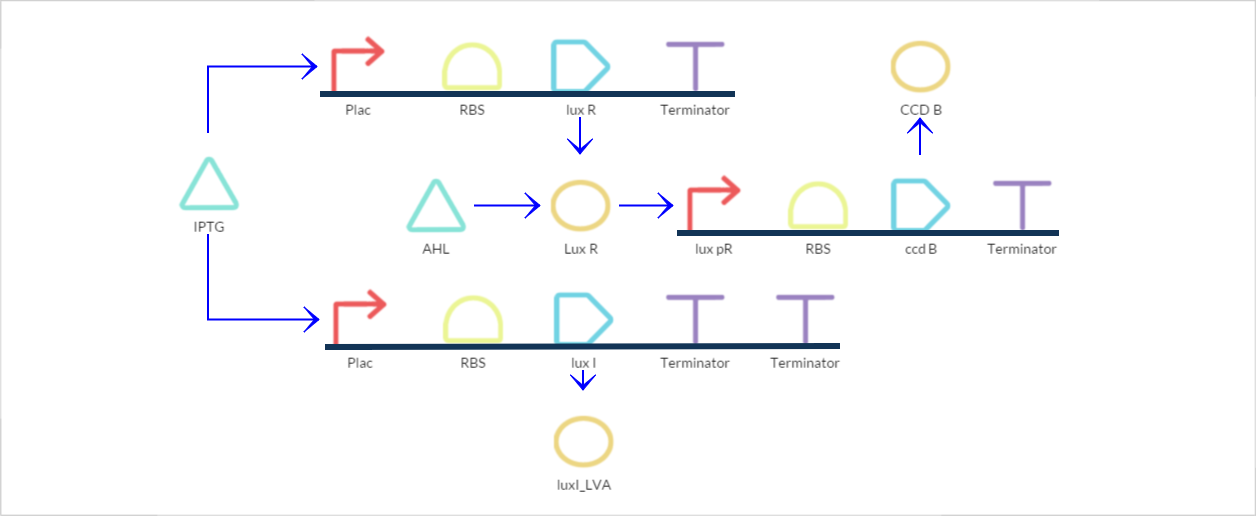 Plac RBS lux R Terminator CCD B
IPTG
AHL Lux R lux pR RBS ccd B Terminator
Plac RBS lux I Terminator Terminator
luxI_LVA